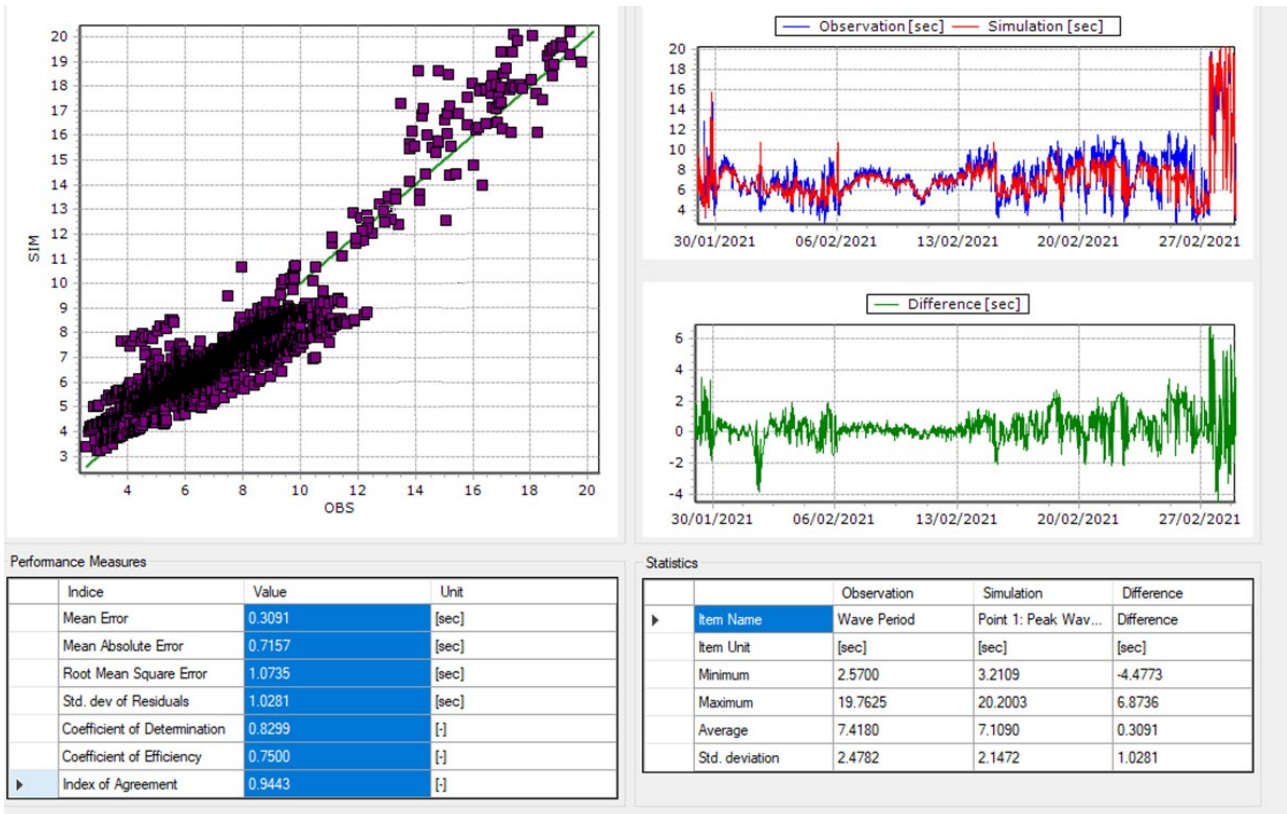 20
19
18
17
16
15
14
13
12
11
10
9
8
7
6
5
4
3
SIM
4 6 8 10 12 14 16 18 20
OBS
Observation [sec] Simulation [sec]
20
18
16
14
12
10
8
6
4
30/01/2021 06/02/2021 13/02/2021 20/02/2021 27/02/2021
Difference [sec]
6
4
2
0
-2
-4
30/01/2021 06/02/2021 13/02/2021 20/02/2021 27/02/2021
Performance Measures
Indice Value Unit
Mean Error 0.3091 [sec]
Mean Absolute Error 0.7157 [sec]
Root Mean Square Error 1.0735 [sec]
Std. dev of Residuals 1.0281 [sec]
Coefficient of Determination 0.8299 [-]
Coefficient of Efficiency 0.7500 [-]
Index of Agreement 0.9443 [-]
Statistics
Observation Simulation Difference
Item Name Wave Period Point 1: Peak Wav... Difference
Item Unit [sec] [sec] [sec]
Minimum 2.5700 3.2109 -4.4773
Maximum 19.7625 20.2003 6.8736
Average 7.4180 7.1090 0.3091
Std. deviation 2.4782 2.1472 1.0281